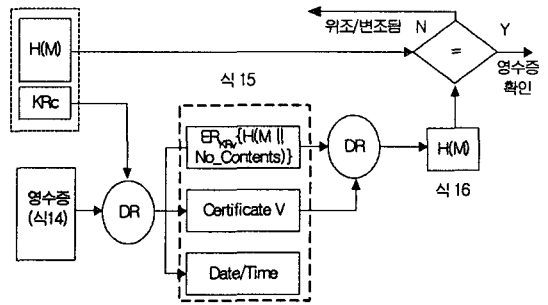 위조/변조됨
N
Y
H(M)
=
영수증
확인
식 15
KRc
ER_KRv{H(M ||
No_Contents)}
DR
H(M)
식 16
영수증
(식14)
DR
Certificate V
Date/Time